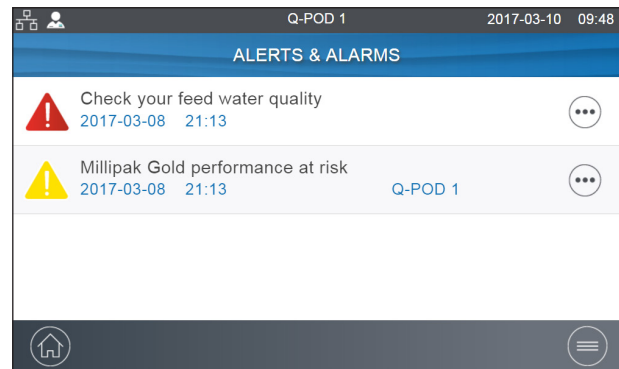 Q-POD 1 2017-03-10 09:48
ALERTS & ALARMS
Check your feed water quality
2017-03-08 21:13
Millipak Gold performance at risk
2017-03-08 21:13 Q-POD 1